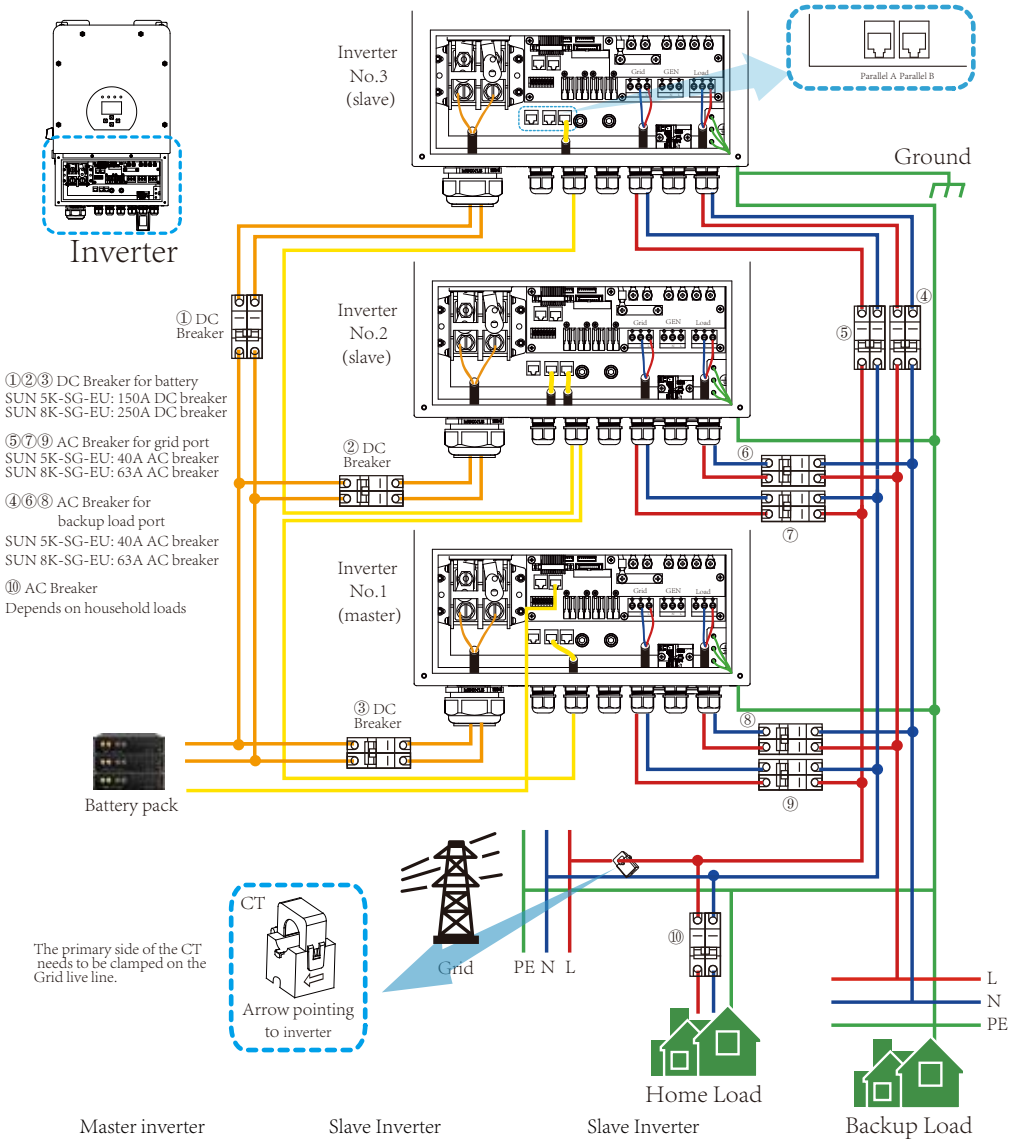 Inverter
No.3
(slave)
Grid
GEN
Load
Parallel A Parallel B
Ground
Inverter
① DC
Breaker
①②③ DC Breaker for battery
SUN 5K-SG-EU: 150A DC breaker
SUN 8K-SG-EU: 250A DC breaker
⑤⑦⑨ AC Breaker for grid port
SUN 5K-SG-EU: 40A AC breaker
SUN 8K-SG-EU: 63A AC breaker
④⑥⑧ AC Breaker for
backup load port
SUN 5K-SG-EU: 40A AC breaker
SUN 8K-SG-EU: 63A AC breaker
⑩ AC Breaker
Depends on household loads
Inverter
No.2
(slave)
Grid
GEN
Load
④
⑤
② DC
Breaker
⑥
⑦
Inverter
No.1
(master)
Grid
GEN
Load
③ DC
Breaker
⑧
⑨
Battery pack
CT
The primary side of the CT
needs to be clamped on the
Grid live line.
Arrow pointing
to inverter
Grid
PE N L
⑩
L
N
PE
Home Load
Backup Load
Master inverter
Slave Inverter
Slave Inverter